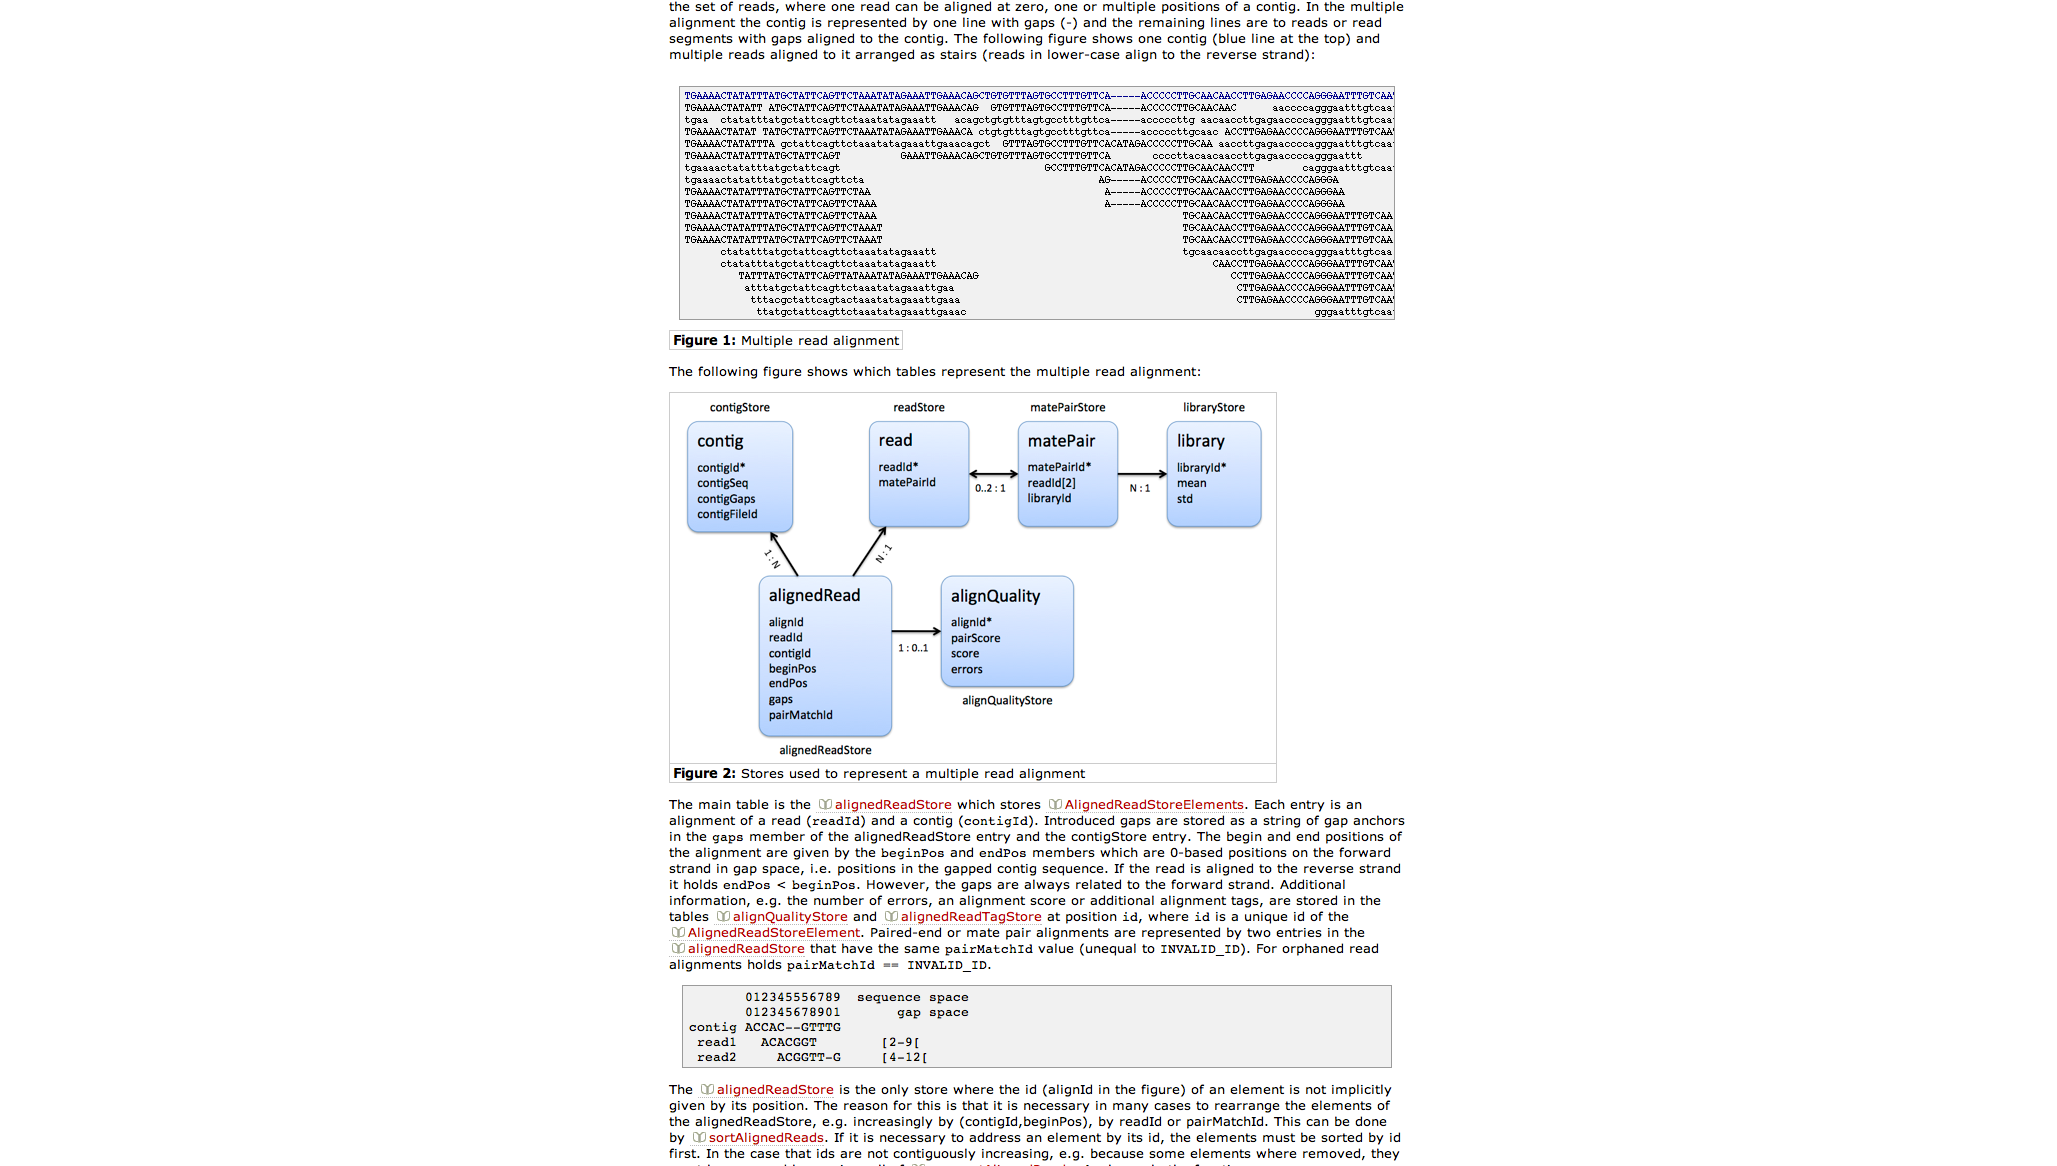 the set of reads, where one read can be aligned at zero, one or multiple positions of a contig. In the multiple
alignment the contig is represented by one line with gaps (-) and the remaining lines are to reads or read
segments with gaps aligned to the contig. The following figure shows one contig (blue line at the top) and
multiple reads aligned to it arranged as stairs (reads in lower-case align to the reverse strand):
TGAAAACTATATTTATGCTATTCAGTTCTAAATATAGAAATTGAAACAGCTGTGTTTAGTGCCTTTGTTCA-----ACCCCCTTGCAACAACCTTGAGAACCCCAGGGAATTTGTCAA
TGAAAACTATATT ATGCTATTCAGTTCTAAATATAGAAATTGAAACAG GTGTTTAGTGCCTTTGTTCA-----ACCCCCTTGCAACAAC aaccccagggaatttgtcaa
tgaa ctatatttatgctattcagttctaaatatagaaatt acagctgtgtttagtgcctttgttca-----acccccttg aacaaccttgagaaccccagggaatttgtcaa
TGAAAACTATAT TATGCTATTCAGTTCTAAATATAGAAATTGAAACA ctgtgtttagtgcctttgttca-----acccccttgcaac ACCTTGAGAACCCCAGGGAATTTGTCAA
TGAAAACTATATTTA gctattcagttctaaatatagaaattgaaacagct GTTTAGTGCCTTTGTTCACATAGACCCCCTTGCAA aaccttgagaaccccagggaatttgtcaa
TGAAAACTATATTTATGCTATTCAGT GAAATTGAAACAGCTGTGTTTAGTGCCTTTGTTCA ccccttacaacaaccttgagaaccccagggaattt
tgaaaactatatttatgctattcagt GCCTTTGTTCACATAGACCCCCTTGCAACAACCTT cagggaatttgtcaa
tgaaaactatatttatgctattcagttcta AG-----ACCCCCTTGCAACAACCTTGAGAACCCCAGGGA
TGAAAACTATATTTATGCTATTCAGTTCTAA A-----ACCCCCTTGCAACAACCTTGAGAACCCCAGGGAA
TGAAAACTATATTTATGCTATTCAGTTCTAAA A-----ACCCCCTTGCAACAACCTTGAGAACCCCAGGGAA
TGAAAACTATATTTATGCTATTCAGTTCTAAA TGCAACAACCTTGAGAACCCCAGGGAATTTGTCAA
TGAAAACTATATTTATGCTATTCAGTTCTAAAT TGCAACAACCTTGAGAACCCCAGGGAATTTGTCAA
TGAAAACTATATTTATGCTATTCAGTTCTAAAT TGCAACAACCTTGAGAACCCCAGGGAATTTGTCAA
ctatatttatgctattcagttctaaatatagaaatt tgcaacaaccttgagaaccccagggaatttgtcaa
ctatatttatgctattcagttctaaatatagaaatt CAACCTTGAGAACCCCAGGGAATTTGTCAA
TATTTATGCTATTCAGTTATAAATATAGAAATTGAAACAG CCTTGAGAACCCCAGGGAATTTGTCAA
atttatgctattcagttctaaatatagaaattgaa CTTGAGAACCCCAGGGAATTTGTCAA
tttacgctattcagtactaaatatagaaattgaaa CTTGAGAACCCCAGGGAATTTGTCAA
ttatgctattcagttctaaatatagaaattgaaac gggaatttgtcaa
Figure 1: Multiple read alignment
The following figure shows which tables represent the multiple read alignment:
contigStore readStore matePairStore libraryStore
contig
contigId*
contigSeq
contigGaps
contigFileId
read
readId*
matePairId
0..2 : 1
matePair
matePairId*
readId[2]
libraryId
N : 1
library
libraryId*
mean
std
1 : N
N : 1
alignedRead
alignId
readId
contigId
beginPos
endPos
gaps
pairMatchId
1 : 0..1
alignQuality
alignId*
pairScore
score
errors
alignQualityStore
alignedReadStore
Figure 2: Stores used to represent a multiple read alignment
The main table is the alignedReadStore which stores AlignedReadStoreElements. Each entry is an
alignment of a read (readId) and a contig (contigId). Introduced gaps are stored as a string of gap anchors
in the gaps member of the alignedReadStore entry and the contigStore entry. The begin and end positions of
the alignment are given by the beginPos and endPos members which are 0-based positions on the forward
strand in gap space, i.e. positions in the gapped contig sequence. If the read is aligned to the reverse strand
it holds endPos < beginPos. However, the gaps are always related to the forward strand. Additional
information, e.g. the number of errors, an alignment score or additional alignment tags, are stored in the
tables alignQualityStore and alignedReadTagStore at position id, where id is a unique id of the
AlignedReadStoreElement. Paired-end or mate pair alignments are represented by two entries in the
alignedReadStore that have the same pairMatchId value (unequal to INVALID_ID). For orphaned read
alignments holds pairMatchId == INVALID_ID.
012345556789 sequence space
012345678901 gap space
contig ACCAC--GTTTG
read1 ACACGGT [2-9[
read2 ACGGTT-G [4-12[
The alignedReadStore is the only store where the id (alignId in the figure) of an element is not implicitly
given by its position. The reason for this is that it is necessary in many cases to rearrange the elements of
the alignedReadStore, e.g. increasingly by (contigId,beginPos), by readId or pairMatchId. This can be done
by sortAlignedReads. If it is necessary to address an element by its id, the elements must be sorted by id
first. In the case that ids are not contiguously increasing, e.g. because some elements where removed, they